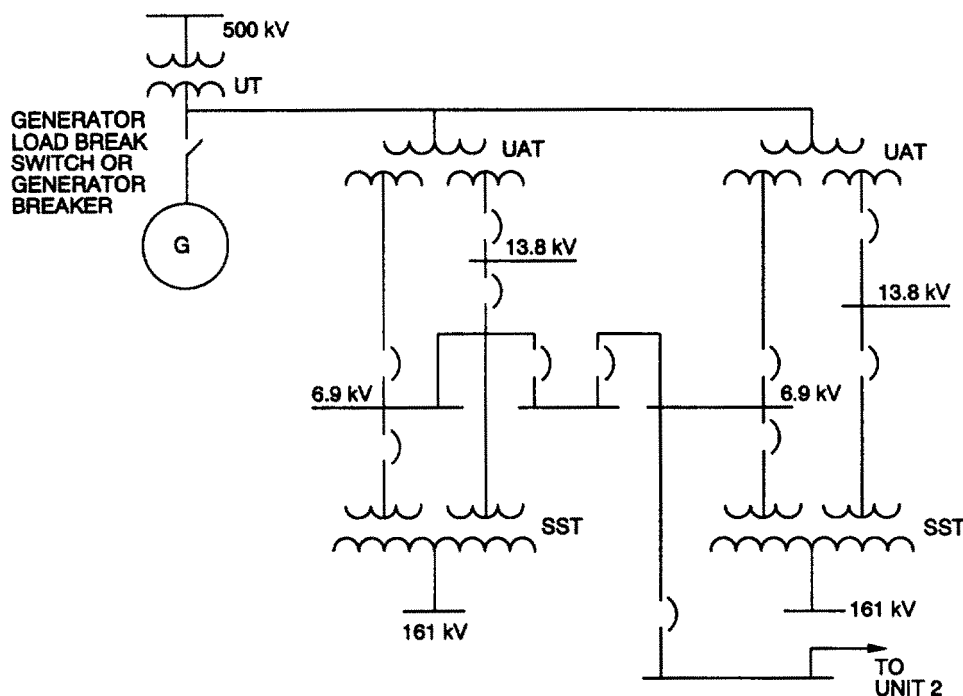 500 kV
UT
GENERATOR
LOAD BREAK
SWITCH OR
GENERATOR
BREAKER
G
UAT
UAT
13.8 kV
13.8 kV
6.9 kV
6.9 kV
SST
SST
161 kV
161 kV
TO
UNIT 2